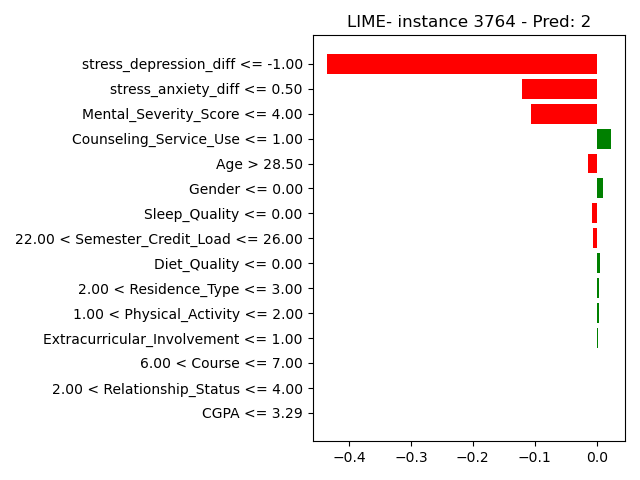 LIME- instance 3764 - Pred: 2
stress_depression_diff <= -1.00
stress_anxiety_diff <= 0.50
Mental_Severity_Score <= 4.00
Counseling_Service_Use <= 1.00
Age > 28.50
Gender <= 0.00
Sleep_Quality <= 0.00
22.00 < Semester_Credit_Load <= 26.00
Diet_Quality <= 0.00
2.00 < Residence_Type <= 3.00
1.00 < Physical_Activity <= 2.00
Extracurricular_Involvement <= 1.00
6.00 < Course <= 7.00
2.00 < Relationship_Status <= 4.00
CGPA <= 3.29
−0.4 −0.3 −0.2 −0.1 0.0